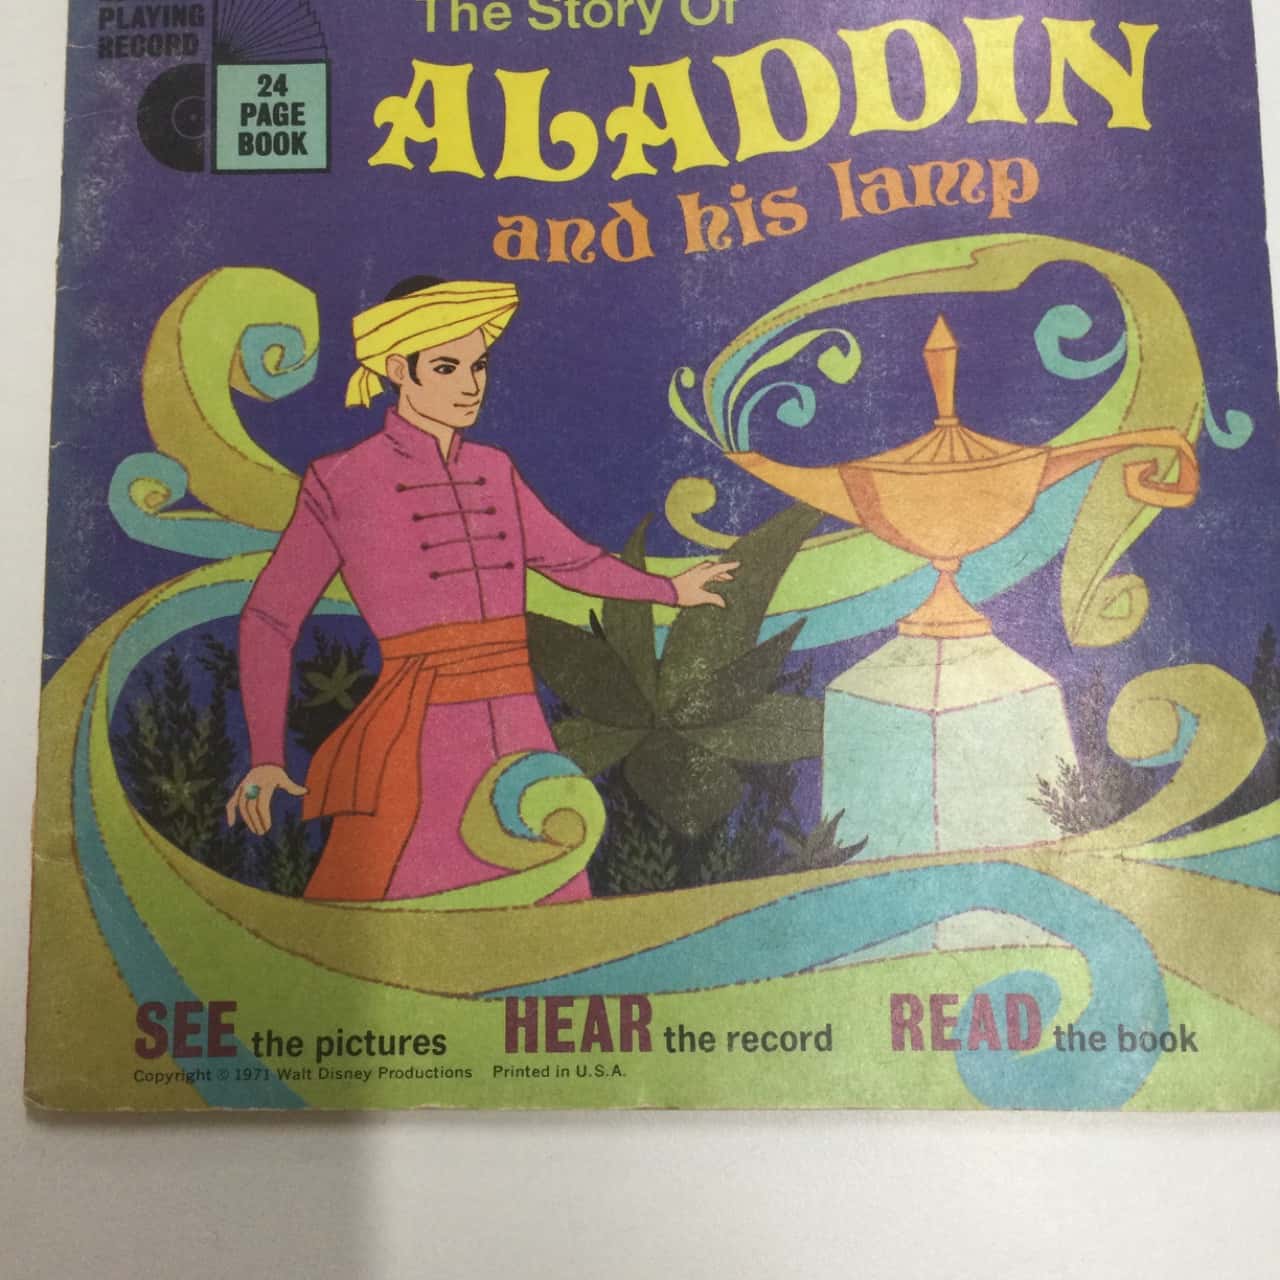 PLAYING
RECORD
24
PAGE
BOOK
The Story Of
ALADDIN
and his lamp
SEE the pictures HEAR the record READ the book
Copyright © 1971 Walt Disney Productions Printed in U.S.A.